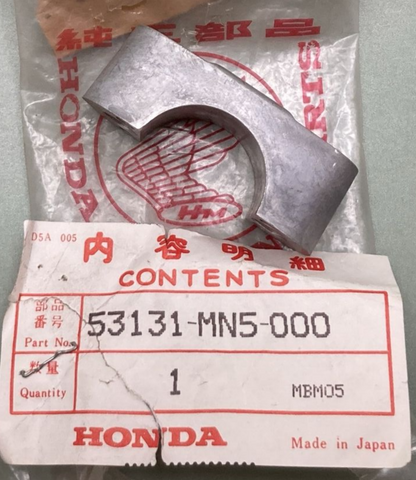 純正部品
HONDA
HM
D5A 005
内容明細
CONTENTS
部品
番号
Part No.
53131-MN5-000
数量
Quantity
1
MBM05
HONDA
Made in Japan